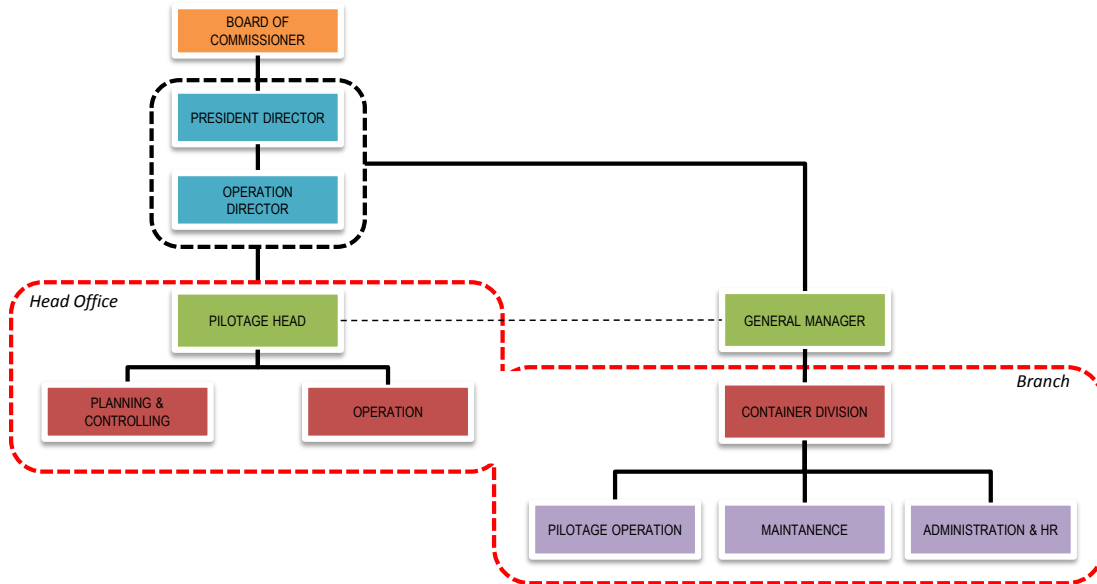 BOARD OF
COMMISSIONER
PRESIDENT DIRECTOR
OPERATION
DIRECTOR
Head Office
PILOTAGE HEAD
GENERAL MANAGER
Branch
PLANNING &
CONTROLLING
OPERATION
CONTAINER DIVISION
PILOTAGE OPERATION
MAINTANENCE
ADMINISTRATION & HR